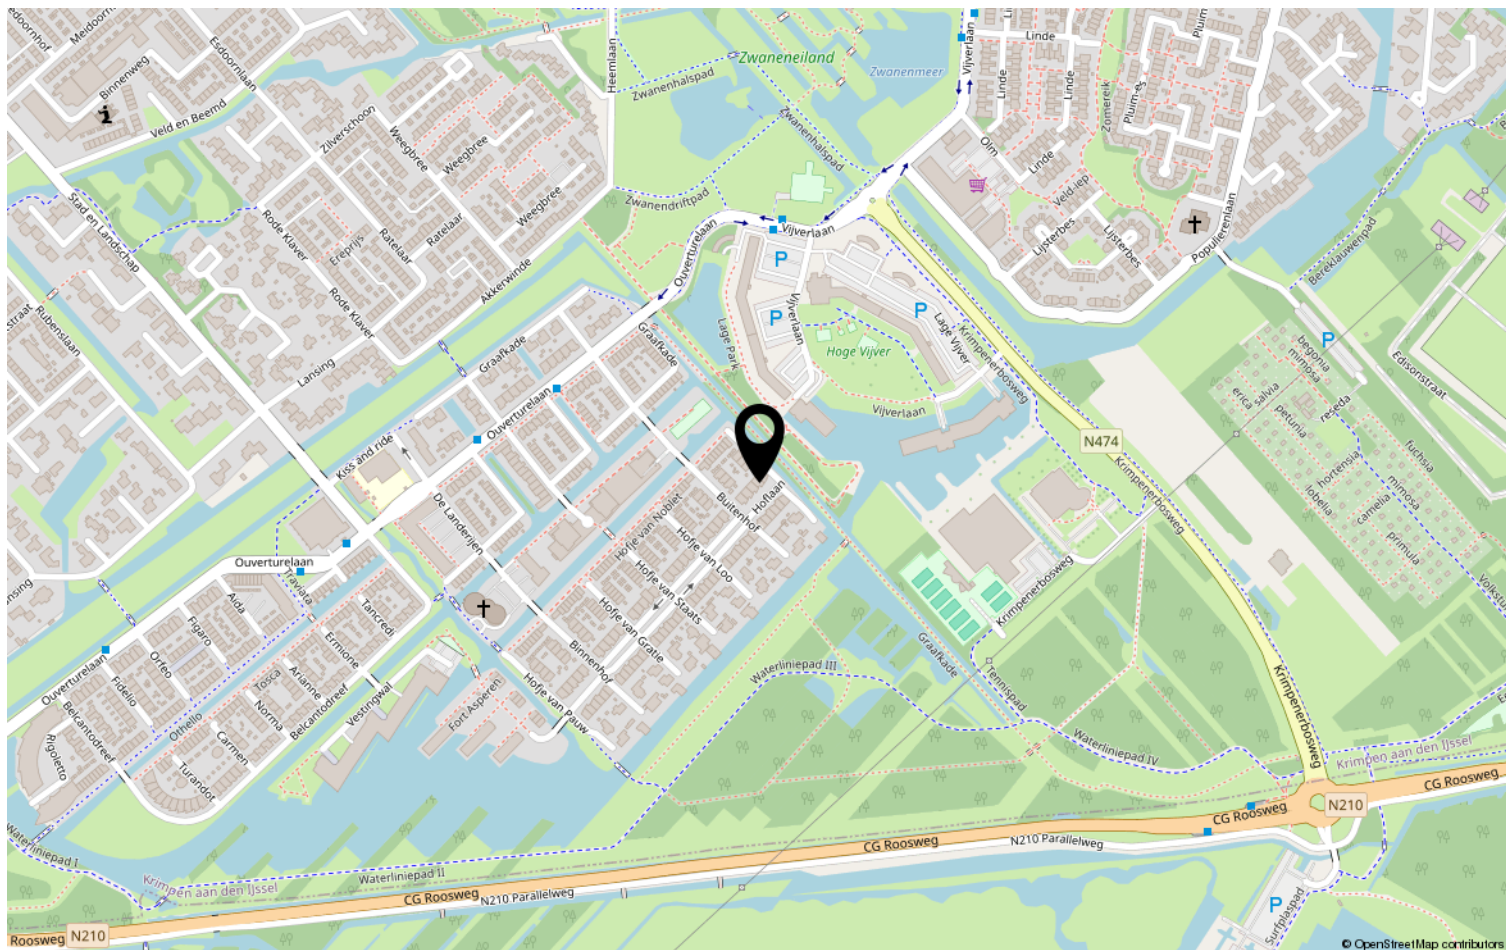 Meldoornhof
Esdoornlaan
Binnenweg
Veld en Beemd
Zilverschoon
Weegbree
Weegbree
Weegbree
Heemlaan
Zwanenhalspad
Zwaneneiland
Zwanenmeer
Zwanenhalspad
Zwanendriftpad
Vijverlaan
Linde
Linde
Linde
Linde
Olm
Zomereik
Pluim-es
Veld-iep
Lijsterbes
Lijsterbes
Populierenlaan
Bereklauwenpad
Stad en Landschap
Rode Klaver
Rode Klaver
Ereprijs
Ratelaar
Ratelaar
Akkerwinde
Ouverturelaan
Vijverlaan
P
P
P
P
Vijverlaan
Lage Park
Lage Vijver
Hoge Vijver
Vijverlaan
Krimpenerbosweg
N474
Krimpenerbosweg
Rubenslaan
Lansing
Graafkade
Graafkade
Ouverturelaan
Kiss and ride
De Landerijen
Edisonstraat
begonia
mimosa
erica
salvia
petunia
reseda
hortensia
lobelia
camelia
mimosa
fuchsia
primula
Hoflaan
Buitenhof
Hofje van Noblet
Hofje van Loo
Hofje van Staats
Hofje van Gratie
Binnenhof
Hofje van Pauw
Fort Asperen
Ouverturelaan
Traviata
Aida
Figaro
Orfeo
Fidelio
Tancredi
Ermione
Arianne
Tosca
Norma
Carmen
Turandot
Othello
Belcantodreef
Belcantodreef
Vestingwal
Rigoletto
Ouverturelaan
Krimpenerbosweg
Graafkade
Tennispad
Waterliniepad III
Waterliniepad IV
Krimpenerbosweg
Krimpen aan den IJssel
CG Roosweg
N210
CG Roosweg
N210 Parallelweg
CG Roosweg
Waterliniepad I
Waterliniepad II
Krimpen aan den IJssel
CG Roosweg
N210 Parallelweg
Roosweg
N210
P
Surfplaspad
© OpenStreetMap contributors